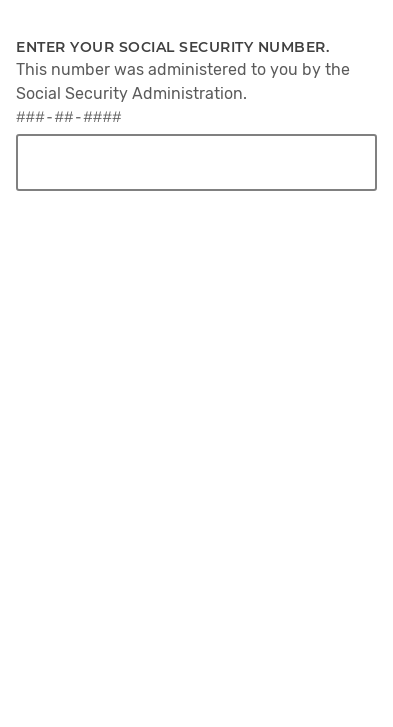 ENTER YOUR SOCIAL SECURITY NUMBER.
This number was administered to you by the
Social Security Administration.
###-##-####